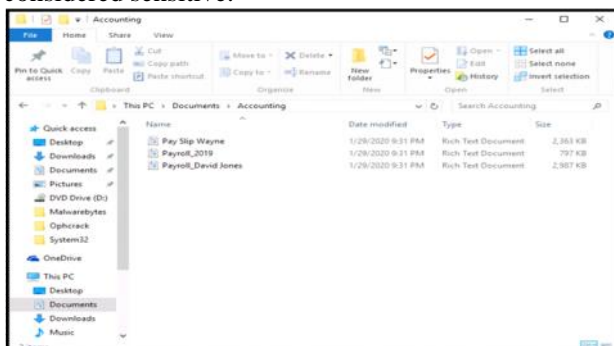 considered sensitive.
Accounting
File Home Share View
Pin to Quick access
Copy
Paste
Cut
Copy path
Paste shortcut
Clipboard
Move to
Copy to
Delete
Rename
Organize
New folder
New
Properties
Open
Edit
History
Open
Select all
Select none
Invert selection
Select
This PC > Documents > Accounting
Search Accounting
Name Date modified Type Size
Pay Slip Wayne 1/29/2020 9:31 PM Rich Text Document 2,363 KB
Payroll_2019 1/29/2020 9:31 PM Rich Text Document 797 KB
Payroll_David Jones 1/29/2020 9:31 PM Rich Text Document 2,987 KB
Quick access
Desktop
Downloads
Documents
Pictures
DVD Drive (D:)
Malwarebytes
Ophcrack
System32
OneDrive
This PC
Desktop
Documents
Downloads
Music